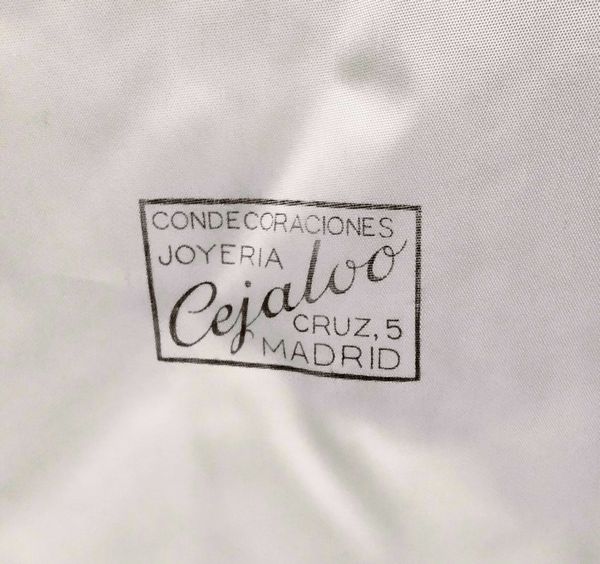 CONDECORACIONES
JOYERIA
Cejalvo
CRUZ, 5
MADRID